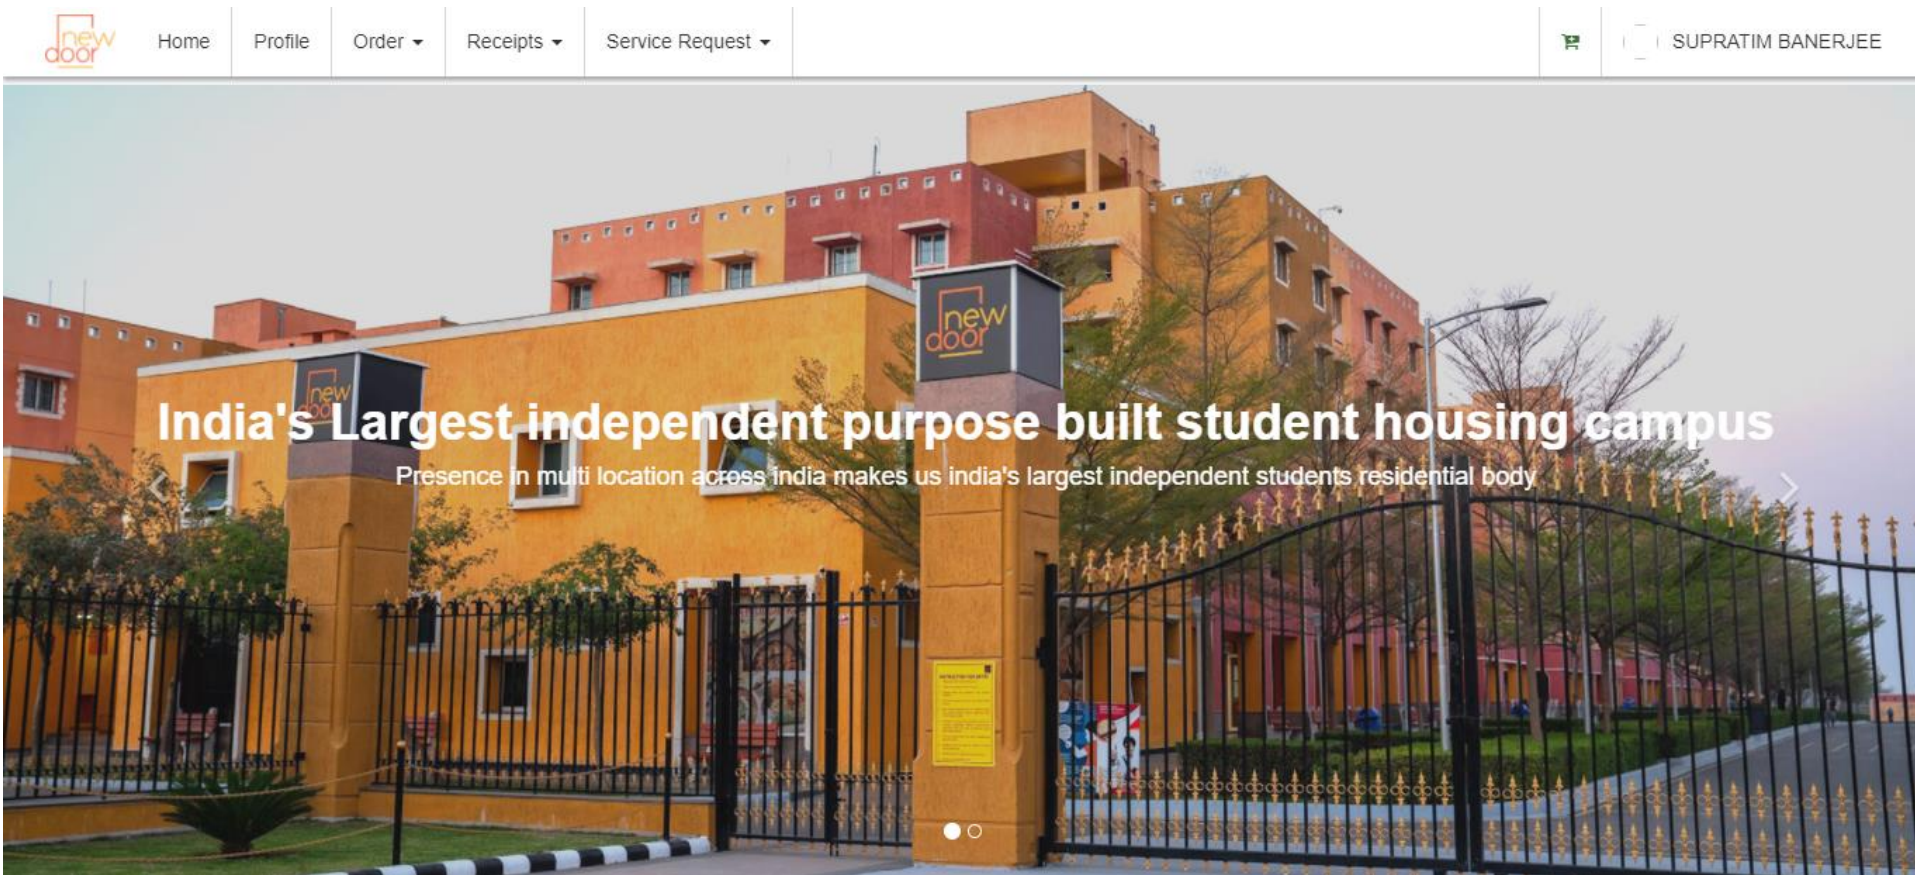 new
door
Home
Profile
Order
Receipts
Service Request
SUPRATIM BANERJEE
new
door
new
door
India's Largest independent purpose built student housing campus
Presence in multi location across india makes us india's largest independent students residential body